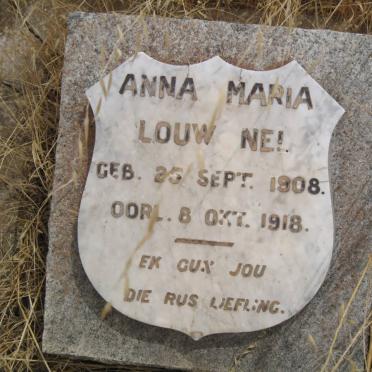 ANNA MARIA
LOUW NEL.
GEB. 25 SEPT. 1908.
OORL. 8 OKT. 1918.
EK GUN JOU
DIE RUS LIEFLING.